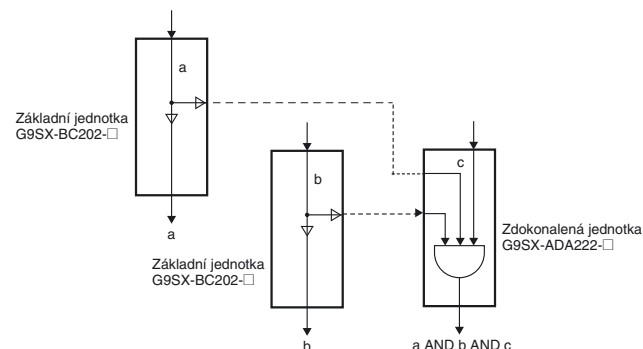 a
Základní jednotka
G9SX-BC202-□
a
b
Základní jednotka
G9SX-BC202-□
b
c
Zdokonalená jednotka
G9SX-ADA222-□
a AND b AND c